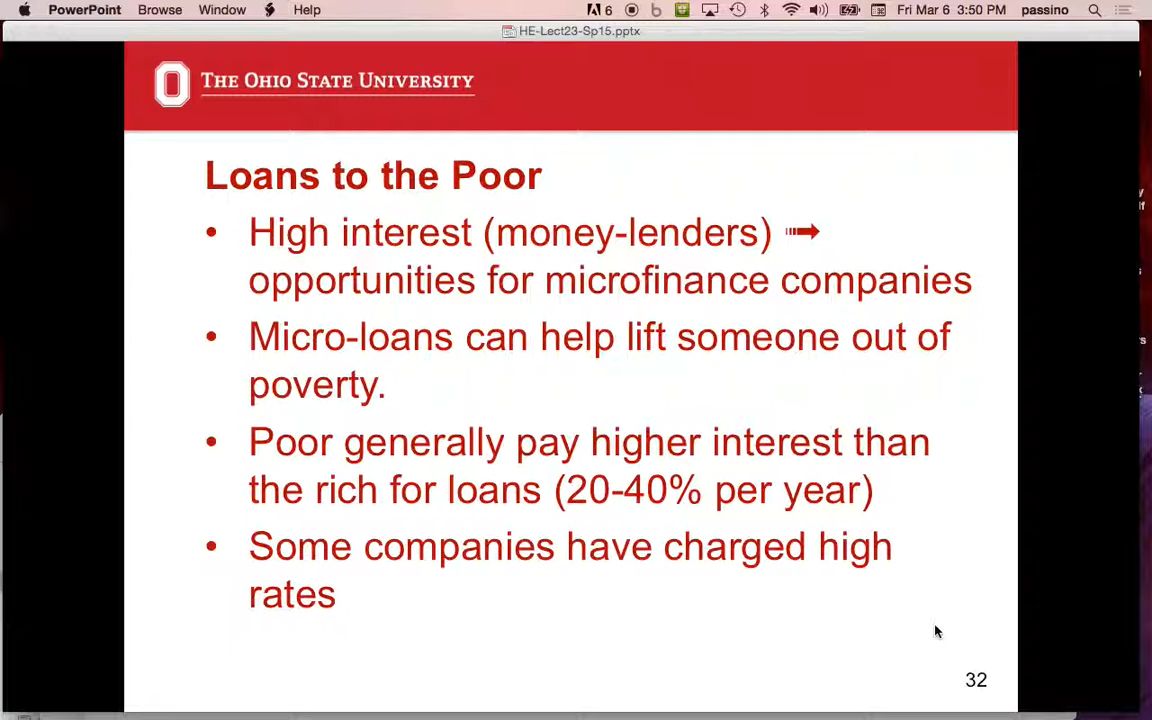 PowerPoint Browse Window Help 6 Fri Mar 6 3:50 PM passino
HE-Lect23-Sp15.pptx
THE OHIO STATE UNIVERSITY
Loans to the Poor
• High interest (money-lenders) ➟
opportunities for microfinance companies
• Micro-loans can help lift someone out of
poverty.
• Poor generally pay higher interest than
the rich for loans (20-40% per year)
• Some companies have charged high
rates
32